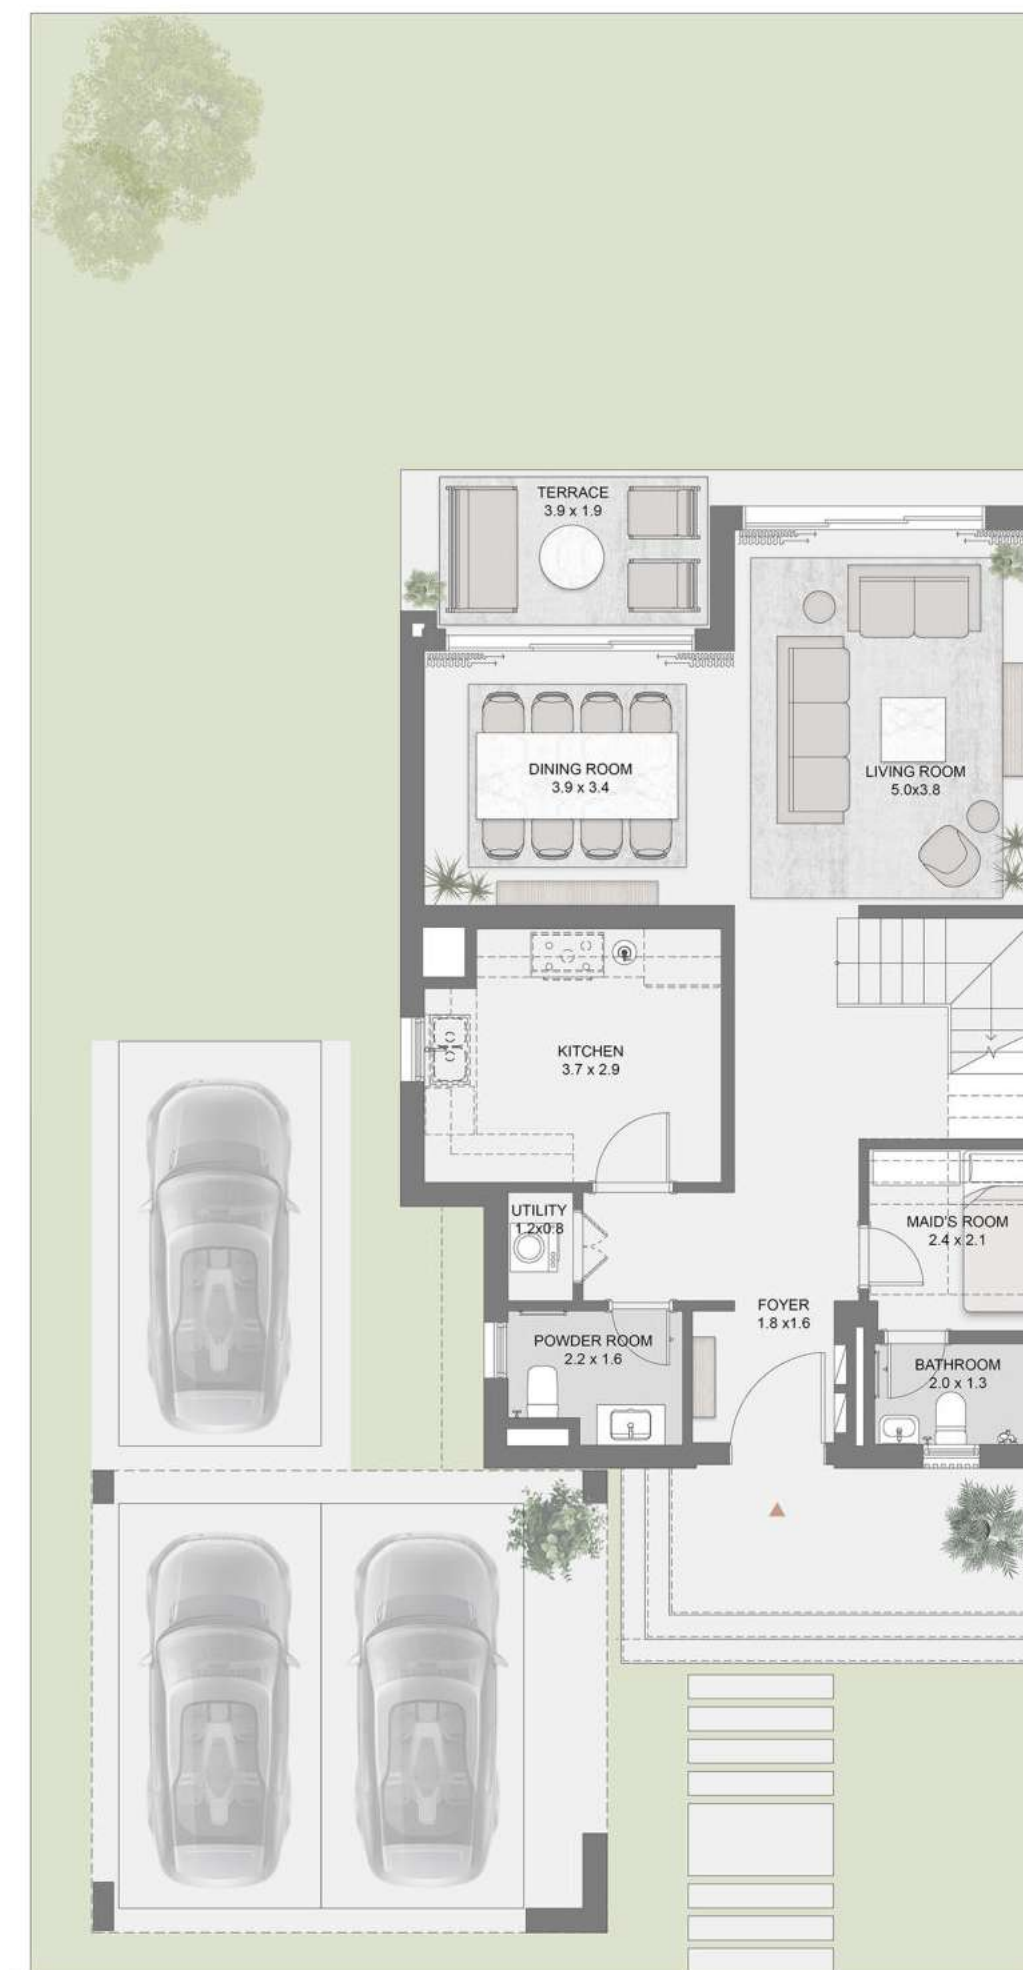 TERRACE
3.9 x 1.9
DINING ROOM
3.9 x 3.4
LIVING ROOM
5.0x3.8
KITCHEN
3.7 x 2.9
UTILITY
1.2x0.8
MAID'S ROOM
2.4 x 2.1
FOYER
1.8 x1.6
POWDER ROOM
2.2 x 1.6
BATHROOM
2.0 x 1.3